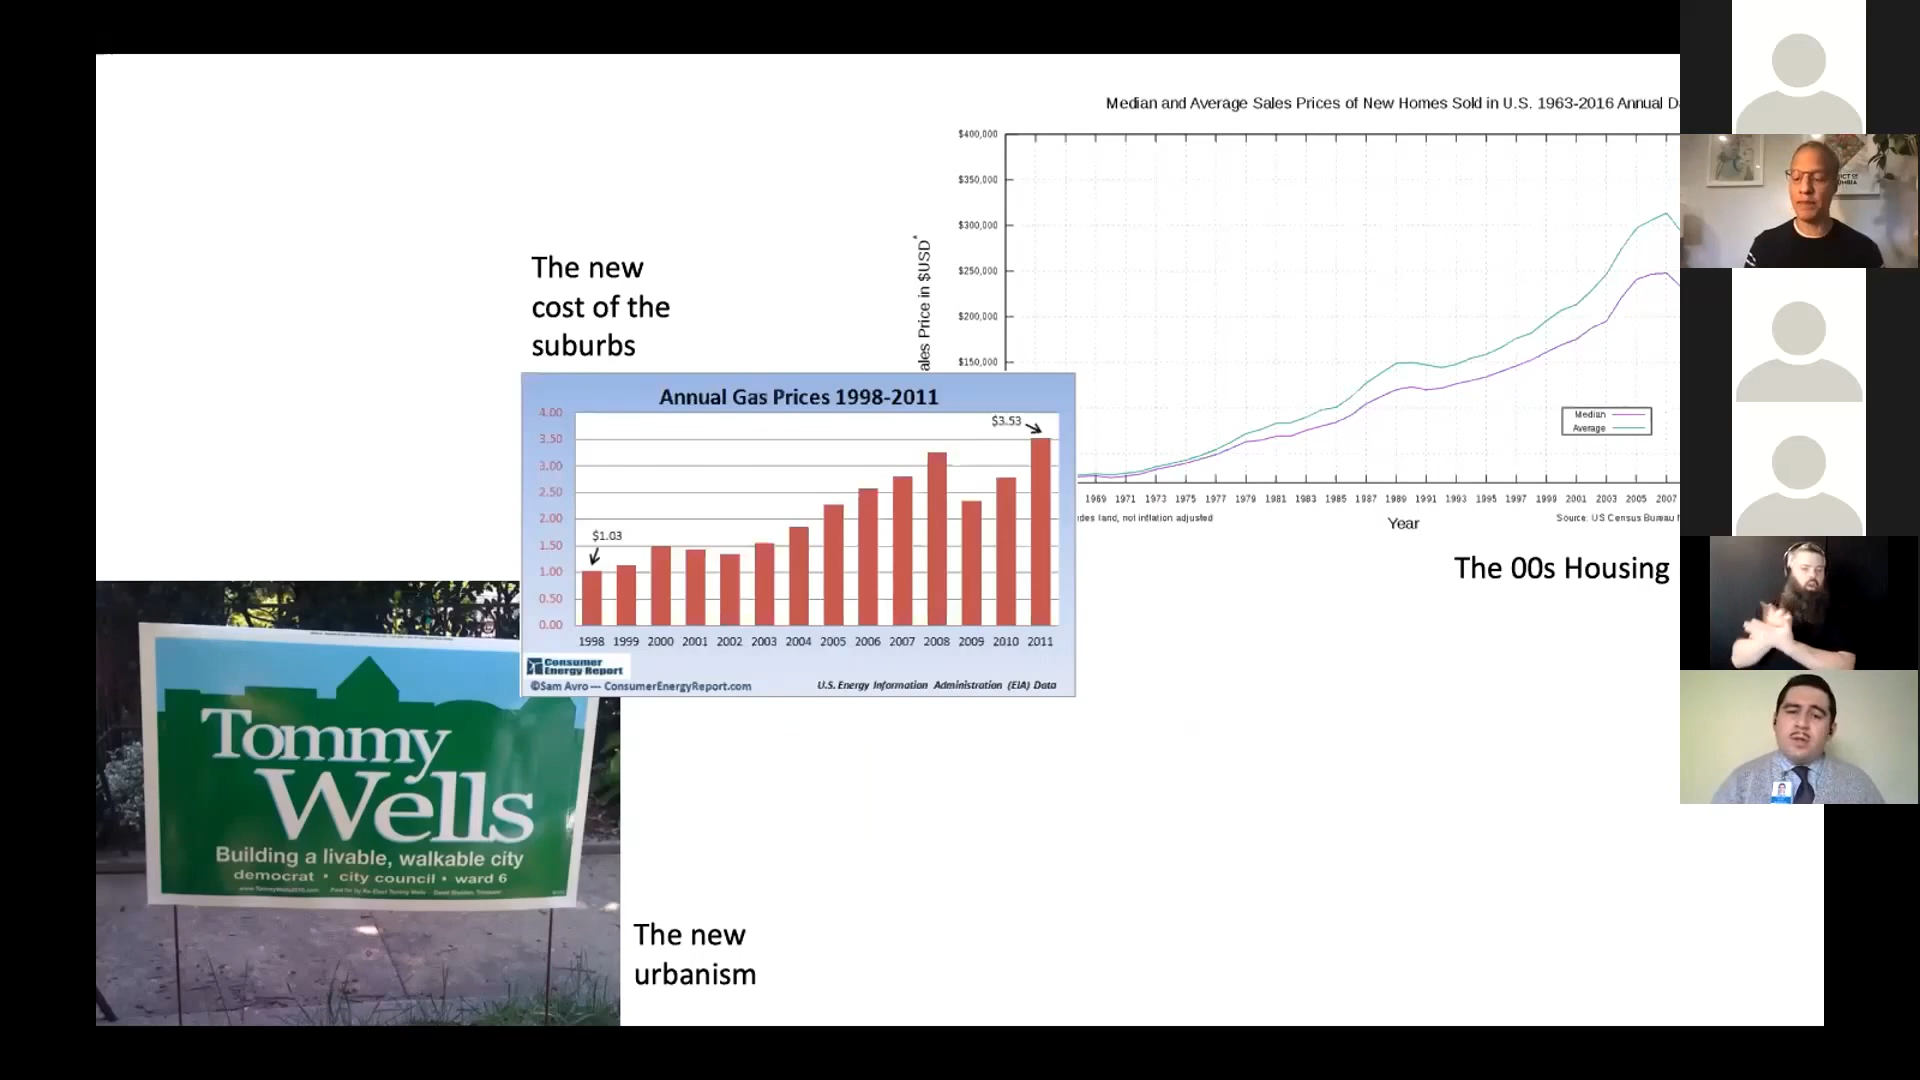 Median and Average Sales Prices of New Homes Sold in U.S. 1963-2016 Annual D
$400,000
$350,000
$300,000
$250,000
$200,000
$150,000
ales Price in $USD*
Median
Average
1969 1971 1973 1975 1977 1979 1981 1983 1985 1987 1989 1991 1993 1995 1997 1999 2001 2003 2005 2007
des land, not inflation adjusted
Year
Source: US Census Bureau
The 00s Housing
The new
cost of the
suburbs
Annual Gas Prices 1998-2011
4.00
3.50
3.00
2.50
2.00
1.50
1.00
0.50
0.00
$1.03
$3.53
1998 1999 2000 2001 2002 2003 2004 2005 2006 2007 2008 2009 2010 2011
Consumer
Energy Report
©Sam Avro --- ConsumerEnergyReport.com
U.S. Energy Information Administration (EIA) Data
Tommy
Wells
Building a livable, walkable city
democrat • city council • ward 6
The new
urbanism